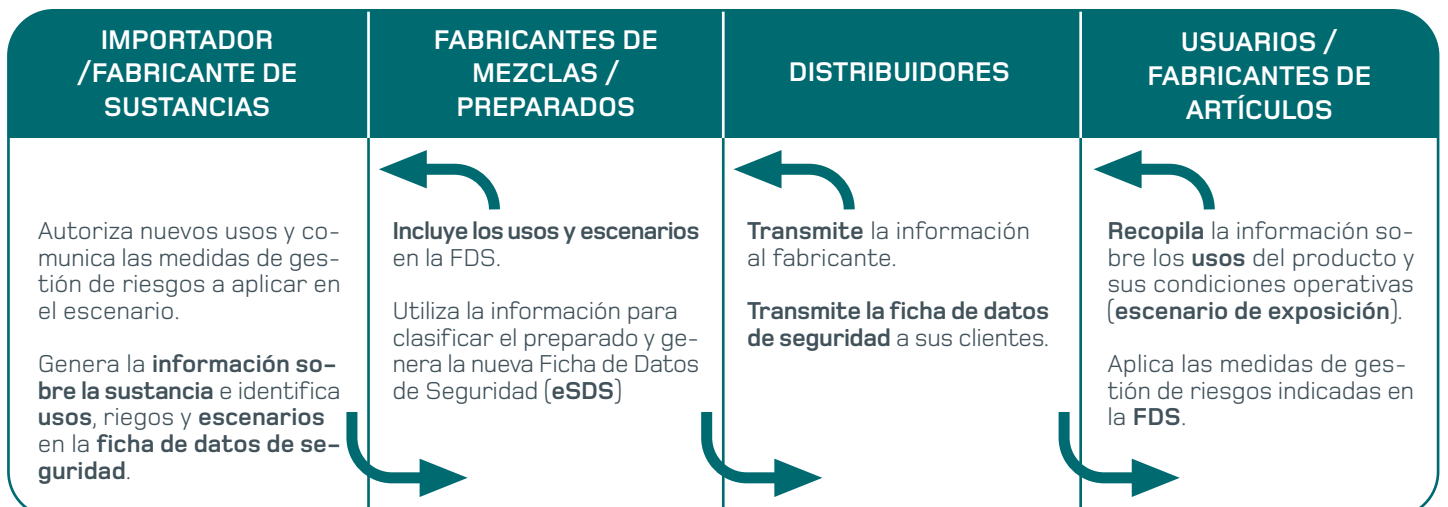 IMPORTADOR
/FABRICANTE DE
SUSTANCIAS
FABRICANTES DE
MEZCLAS /
PREPARADOS
DISTRIBUIDORES
USUARIOS /
FABRICANTES DE
ARTÍCULOS
Autoriza nuevos usos y co-
munica las medidas de ges-
tión de riesgos a aplicar en
el escenario.
Genera la información so-
bre la sustancia e identifica
usos, riegos y escenarios
en la ficha de datos de se-
guridad.
Incluye los usos y escenarios
en la FDS.
Utiliza la información para
clasificar el preparado y ge-
nera la nueva Ficha de Datos
de Seguridad (eSDS)
Transmite la información
al fabricante.
Transmite la ficha de datos
de seguridad a sus clientes.
Recopila la información so-
bre los usos del producto y
sus condiciones operativas
(escenario de exposición).
Aplica las medidas de ges-
tión de riesgos indicadas en
la FDS.